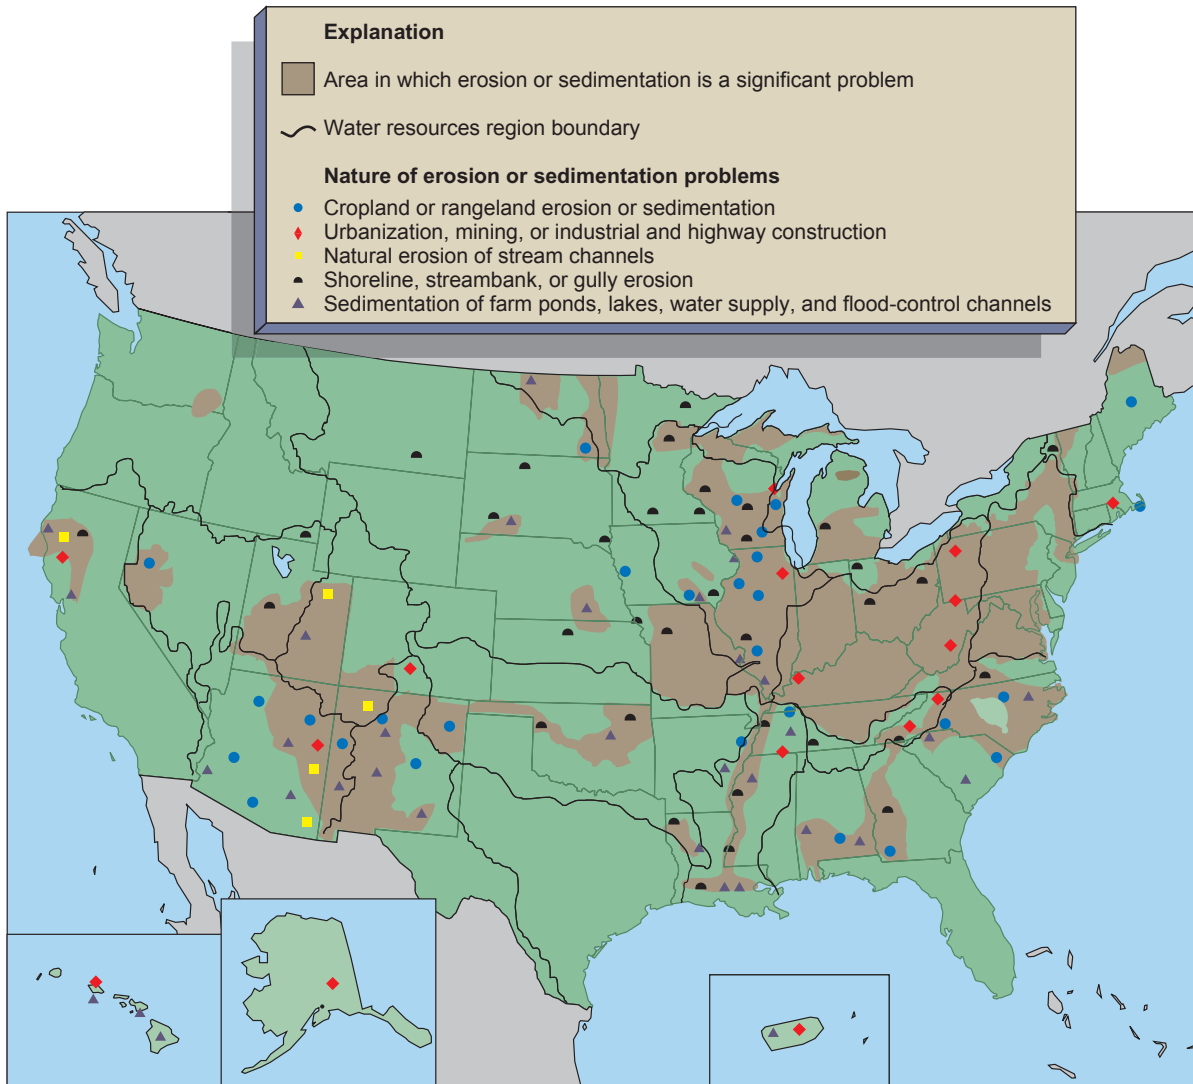 Explanation
Area in which erosion or sedimentation is a significant problem
Water resources region boundary
Nature of erosion or sedimentation problems
Cropland or rangeland erosion or sedimentation
Urbanization, mining, or industrial and highway construction
Natural erosion of stream channels
Shoreline, streambank, or gully erosion
Sedimentation of farm ponds, lakes, water supply, and flood-control channels